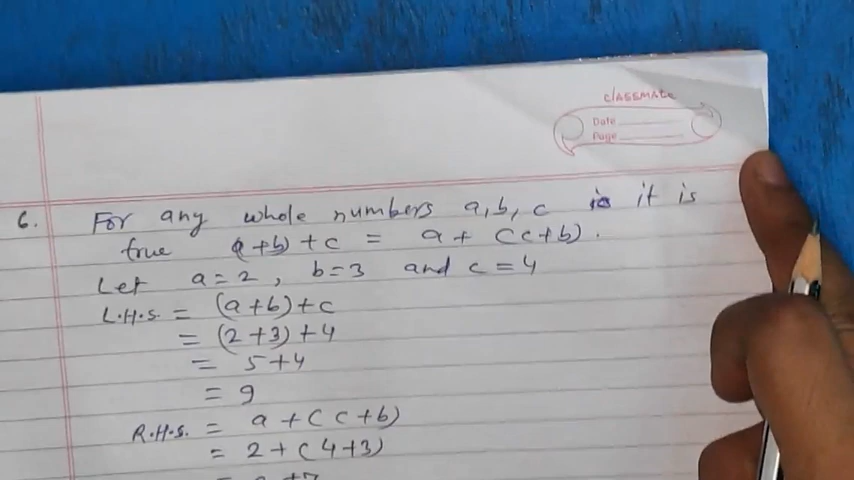 classmate
Date
Page
6. For any whole numbers a, b, c it is
true (a+b) + c = a + (c+b).
Let a = 2, b = 3 and c = 4
L.H.S. = (a+b)+c
= (2+3)+4
= 5+4
= 9
R.H.S. = a + (c+b)
= 2 + (4+3)